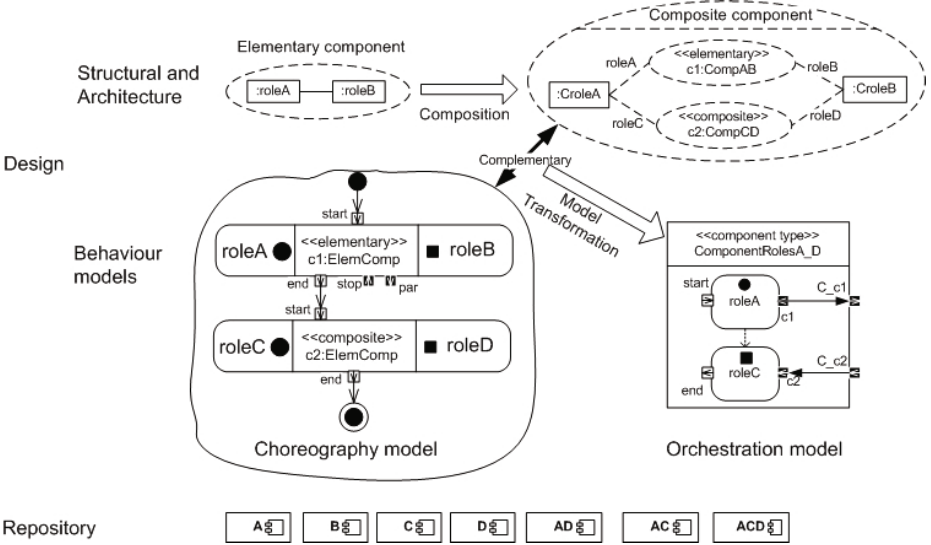 Composite component
Elementary component
Structural and
Architecture
:roleA
:roleB
Composition
roleA
<<elementary>>
c1:CompAB
roleB
:CroleA
:CroleB
roleC
<<composite>>
c2:CompCD
roleD
Design
Complementary
Model
Transformation
Behaviour
models
start
roleA
<<elementary>>
c1:ElemComp
roleB
end
stop
par
start
roleC
<<composite>>
c2:ElemComp
roleD
end
Choreography model
<<component type>>
ComponentRolesA_D
start
roleA
C_c1
c1
C_c2
roleC
c2
end
Orchestration model
Repository
A
B
C
D
AD
AC
ACD